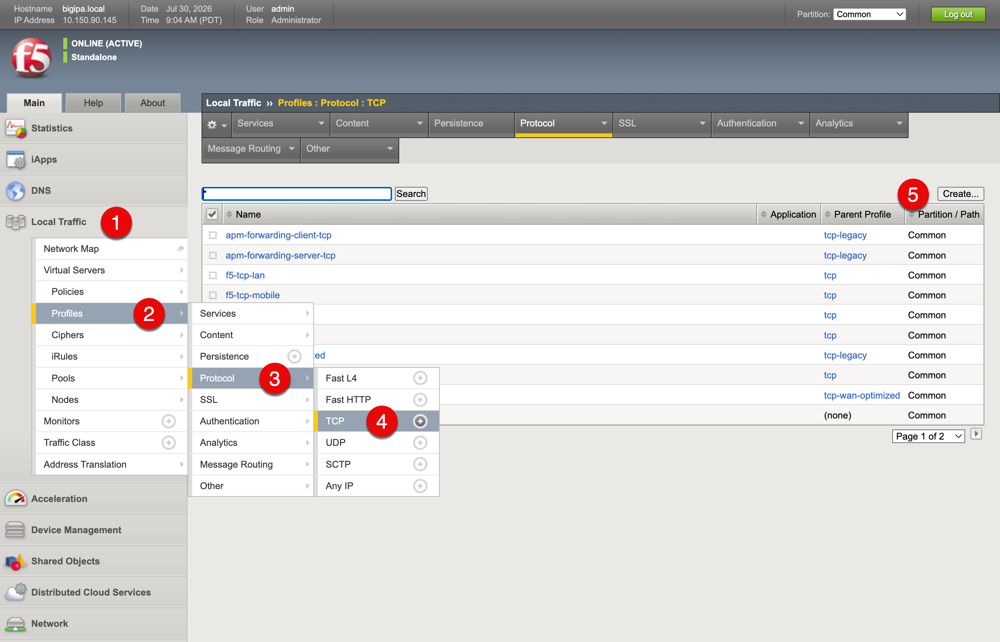 Hostname bigipa.local Date Jul 30, 2026 User admin
IP Address 10.150.90.145 Time 9:04 AM (PDT) Role Administrator
Partition: Common Log out
f5
ONLINE (ACTIVE)
Standalone
Main Help About
Local Traffic ›› Profiles : Protocol : TCP
Services Content Persistence Protocol SSL Authentication Analytics
Message Routing Other
Statistics
iApps
DNS
Local Traffic 1
Network Map
Virtual Servers
Policies
Profiles 2
Ciphers
iRules
Pools
Nodes
Monitors
Traffic Class
Address Translation
Acceleration
Device Management
Shared Objects
Distributed Cloud Services
Network
Services
Content
Persistence
Protocol 3
SSL
Authentication
Analytics
Message Routing
Other
Fast L4
Fast HTTP
TCP 4
UDP
SCTP
Any IP
* Search 5 Create...
Name Application Parent Profile Partition / Path
apm-forwarding-client-tcp tcp-legacy Common
apm-forwarding-server-tcp tcp-legacy Common
f5-tcp-lan tcp Common
f5-tcp-mobile tcp Common
tcp Common
tcp Common
zed tcp-legacy Common
tcp Common
tcp-wan-optimized Common
(none) Common
Page 1 of 2